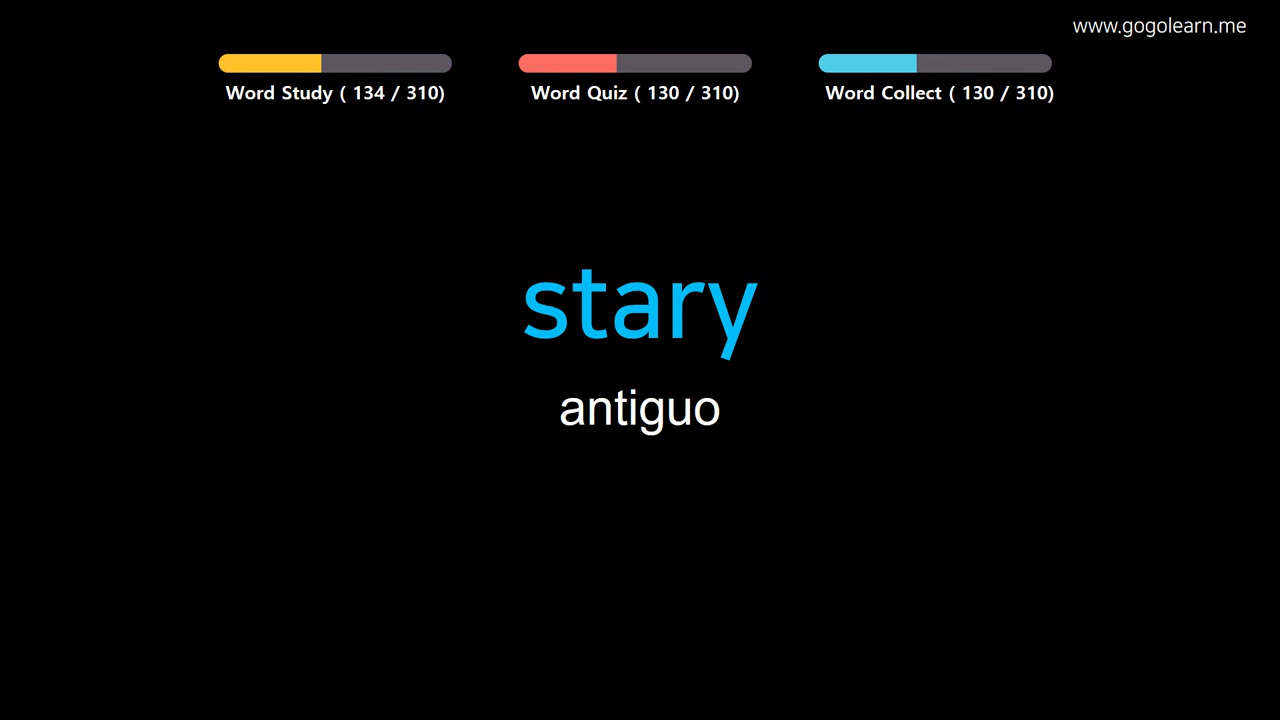 www.gogolearn.me
Word Study ( 134 / 310)
Word Quiz ( 130 / 310)
Word Collect ( 130 / 310)
stary
antiguo